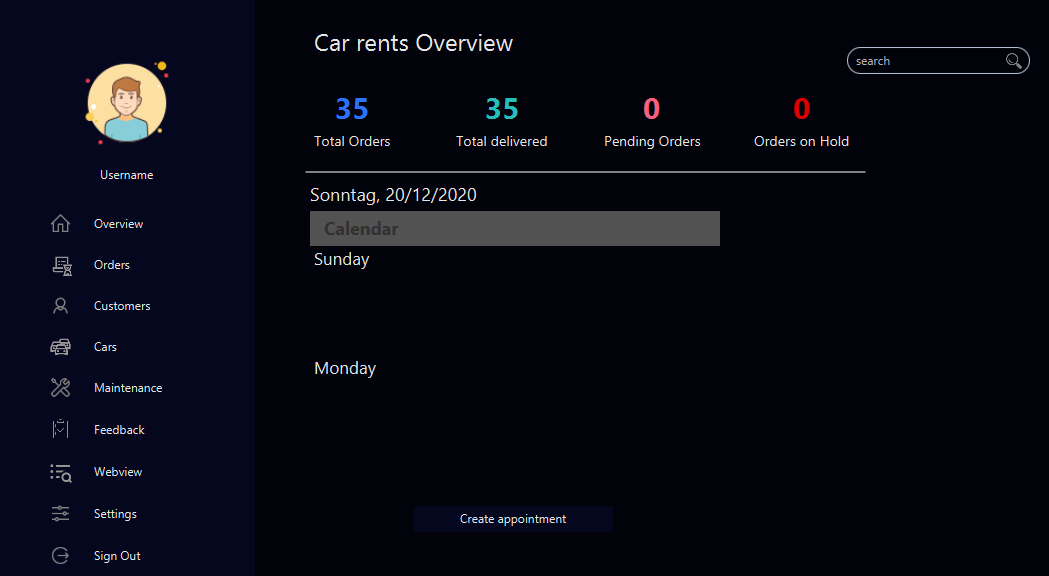 Username
Overview
Orders
Customers
Cars
Maintenance
Feedback
Webview
Settings
Sign Out
Car rents Overview
search
35
Total Orders
35
Total delivered
0
Pending Orders
0
Orders on Hold
Sonntag, 20/12/2020
Calendar
Sunday
Monday
Create appointment